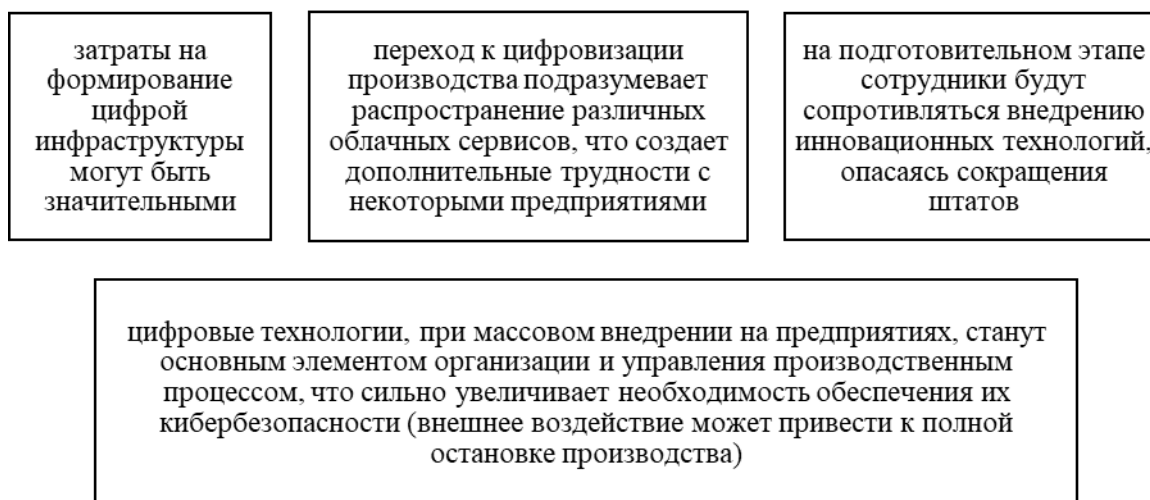 затраты на
формирование
цифрой
инфраструктуры
могут быть
значительными
переход к цифровизации
производства подразумевает
распространение различных
облачных сервисов, что создает
дополнительные трудности с
некоторыми предприятиями
на подготовительном этапе
сотрудники будут
сопротивляться внедрению
инновационных технологий,
опасаясь сокращения
штатов
цифровые технологии, при массовом внедрении на предприятиях, станут
основным элементом организации и управления производственным
процессом, что сильно увеличивает необходимость обеспечения их
кибербезопасности (внешнее воздействие может привести к полной
остановке производства)